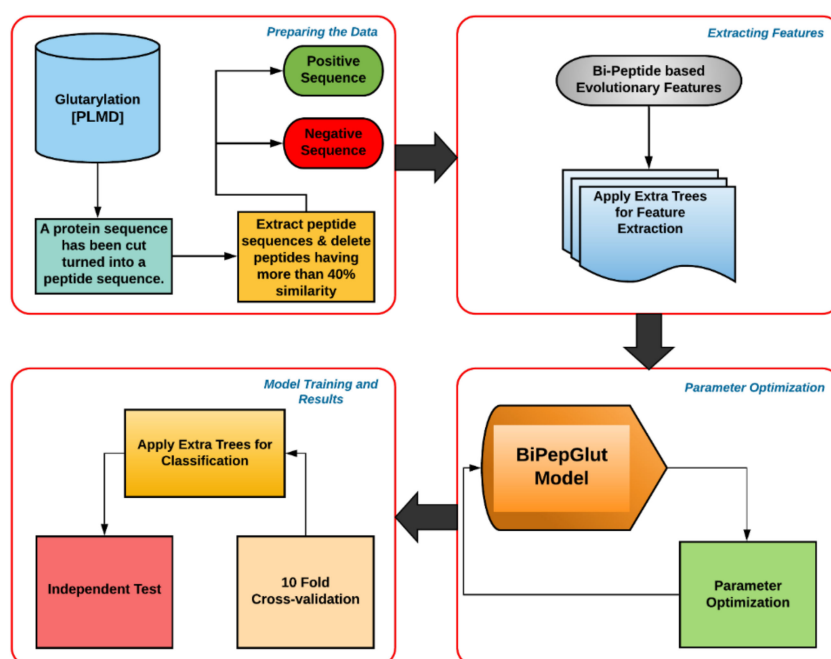 Preparing the Data
Glutarylation
[PLMD]
Positive
Sequence
Negative
Sequence
A protein sequence
has been cut
turned into a
peptide sequence.
Extract peptide
sequences & delete
peptides having
more than 40%
similarity
Extracting Features
Bi-Peptide based
Evolutionary Features
Apply Extra Trees
for Feature
Extraction
Parameter Optimization
BiPepGlut
Model
Parameter
Optimization
Model Training and
Results
Apply Extra Trees for
Classification
Independent Test
10 Fold
Cross-validation